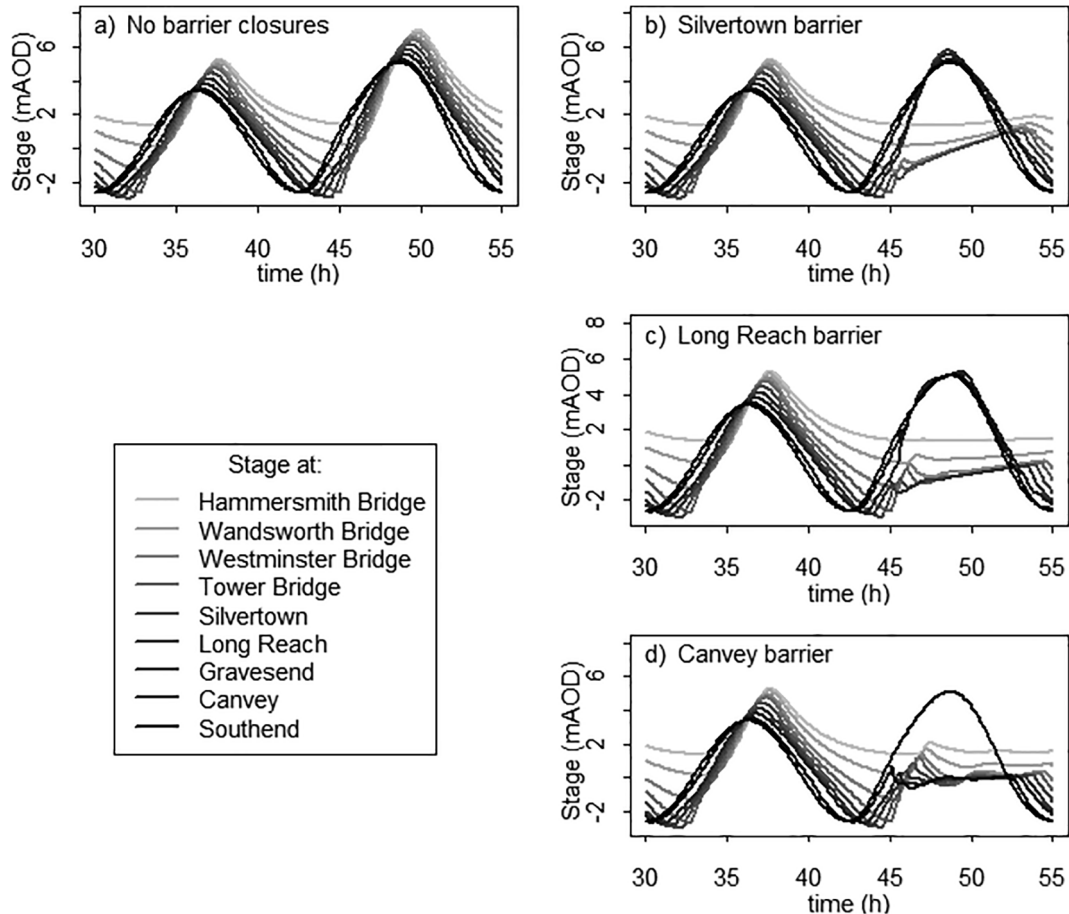 a) No barrier closures
Stage (mAOD)
6
2
-2
30 35 40 45 50 55
time (h)
b) Silvertown barrier
Stage (mAOD)
6
2
-2
30 35 40 45 50 55
time (h)
c) Long Reach barrier
Stage (mAOD)
8
6
4
2
-2
30 35 40 45 50 55
time (h)
Stage at:
Hammersmith Bridge
Wandsworth Bridge
Westminster Bridge
Tower Bridge
Silvertown
Long Reach
Gravesend
Canvey
Southend
d) Canvey barrier
Stage (mAOD)
6
2
-2
30 35 40 45 50 55
time (h)